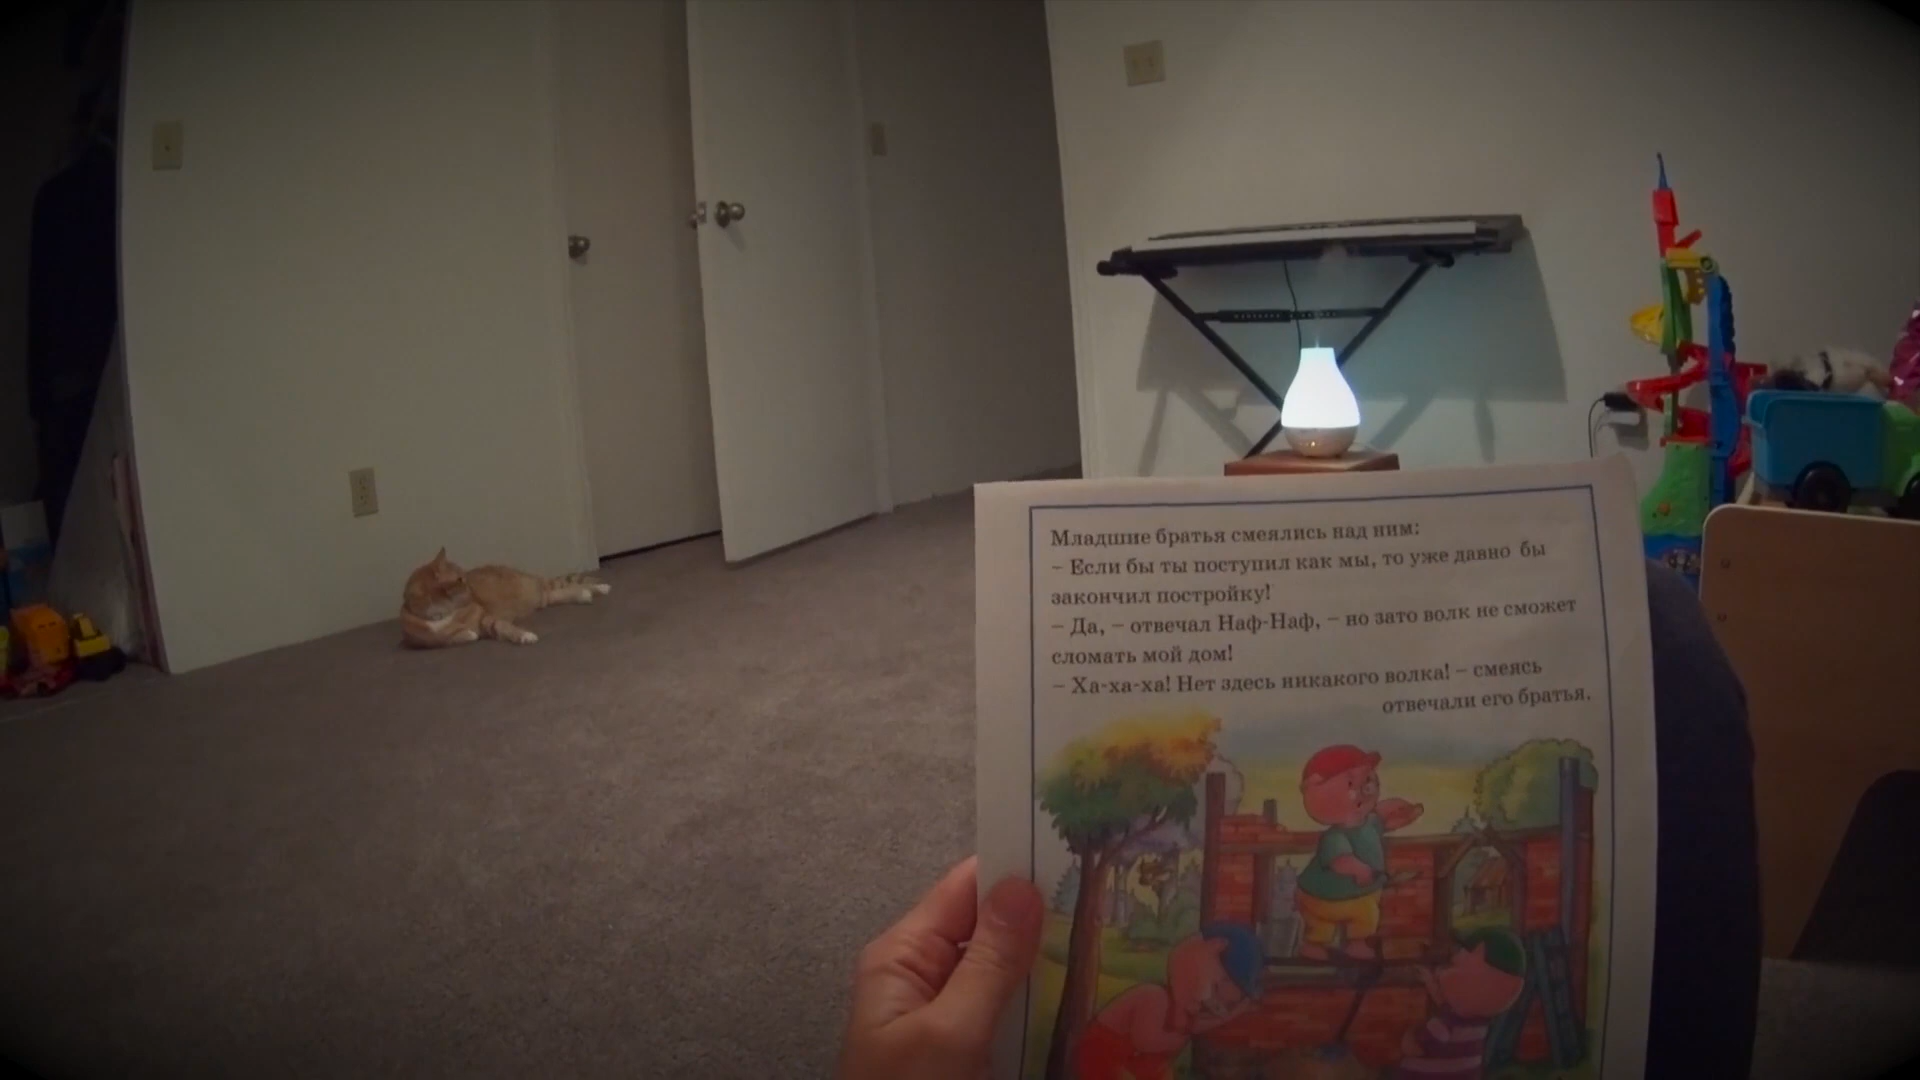 Младшие братья смеялись над ним:
– Если бы ты поступил как мы, то уже давно бы
закончил постройку!
– Да, – отвечал Наф-Наф, – но зато волк не сможет
сломать мой дом!
– Ха-ха-ха! Нет здесь никакого волка! – смеясь
отвечали его братья.